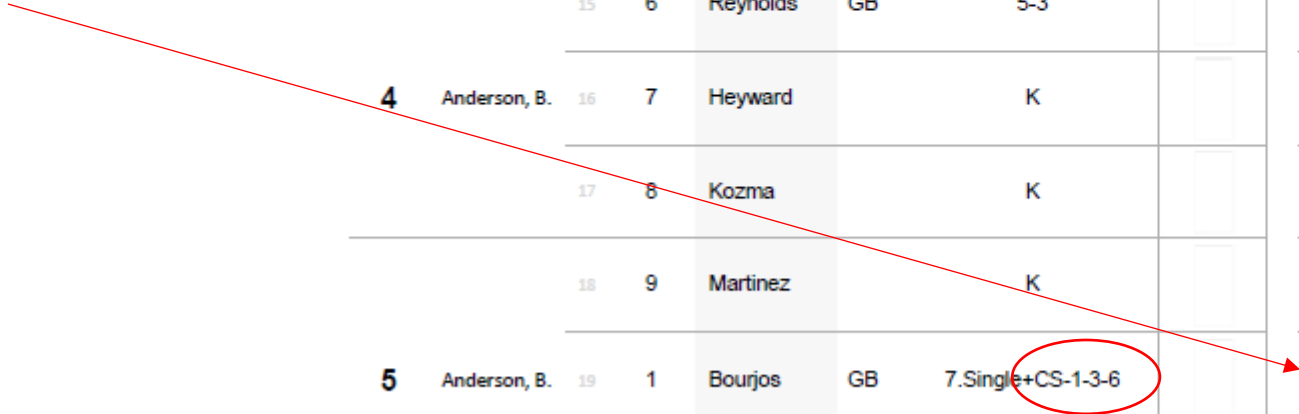 15 6 Reynolds GB 5-3
4 Anderson, B. 16 7 Heyward K
17 8 Kozma K
18 9 Martinez K
5 Anderson, B. 19 1 Bourjos GB 7.Single+CS-1-3-6